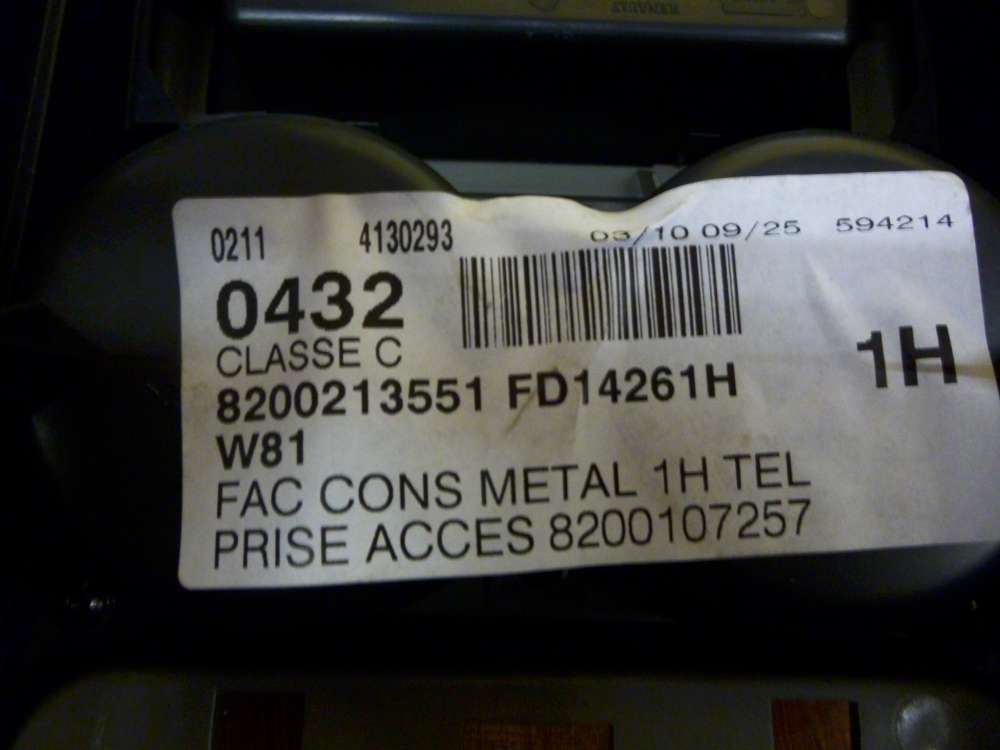 RENAULT
0211 4130293 03/10 09/25 594214
0432
CLASSE C
1H
8200213551 FD14261H
W81
FAC CONS METAL 1H TEL
PRISE ACCES 8200107257